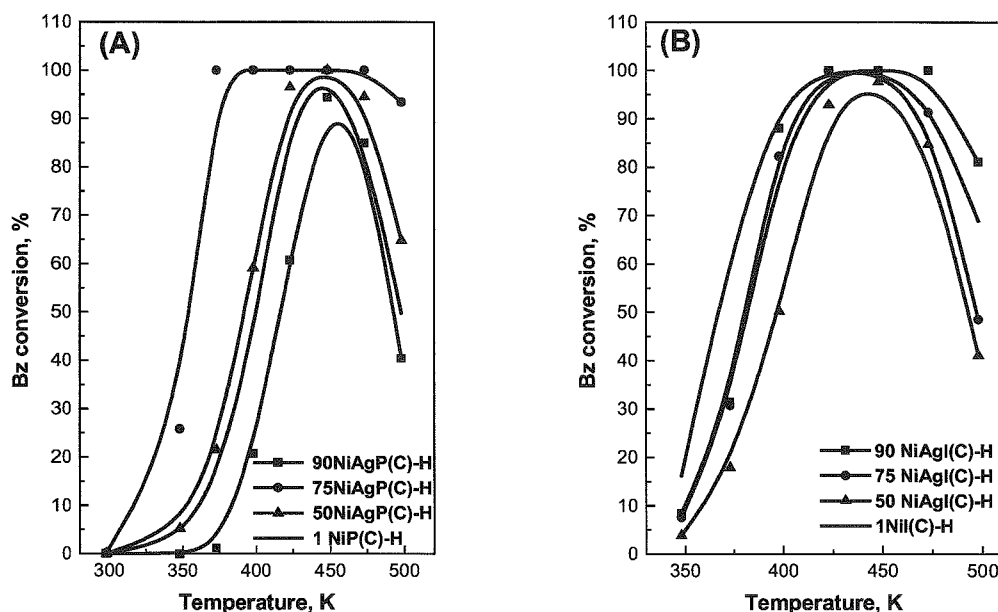 (A)
Bz conversion, %
110
100
90
80
70
60
50
40
30
20
10
0
90NiAgP(C)-H
75NiAgP(C)-H
50NiAgP(C)-H
1 NiP(C)-H
300 350 400 450 500
Temperature, K
(B)
Bz conversion, %
110
100
90
80
70
60
50
40
30
20
10
0
90 NiAgI(C)-H
75 NiAgI(C)-H
50 NiAgI(C)-H
1NiI(C)-H
350 400 450 500
Temperature, K